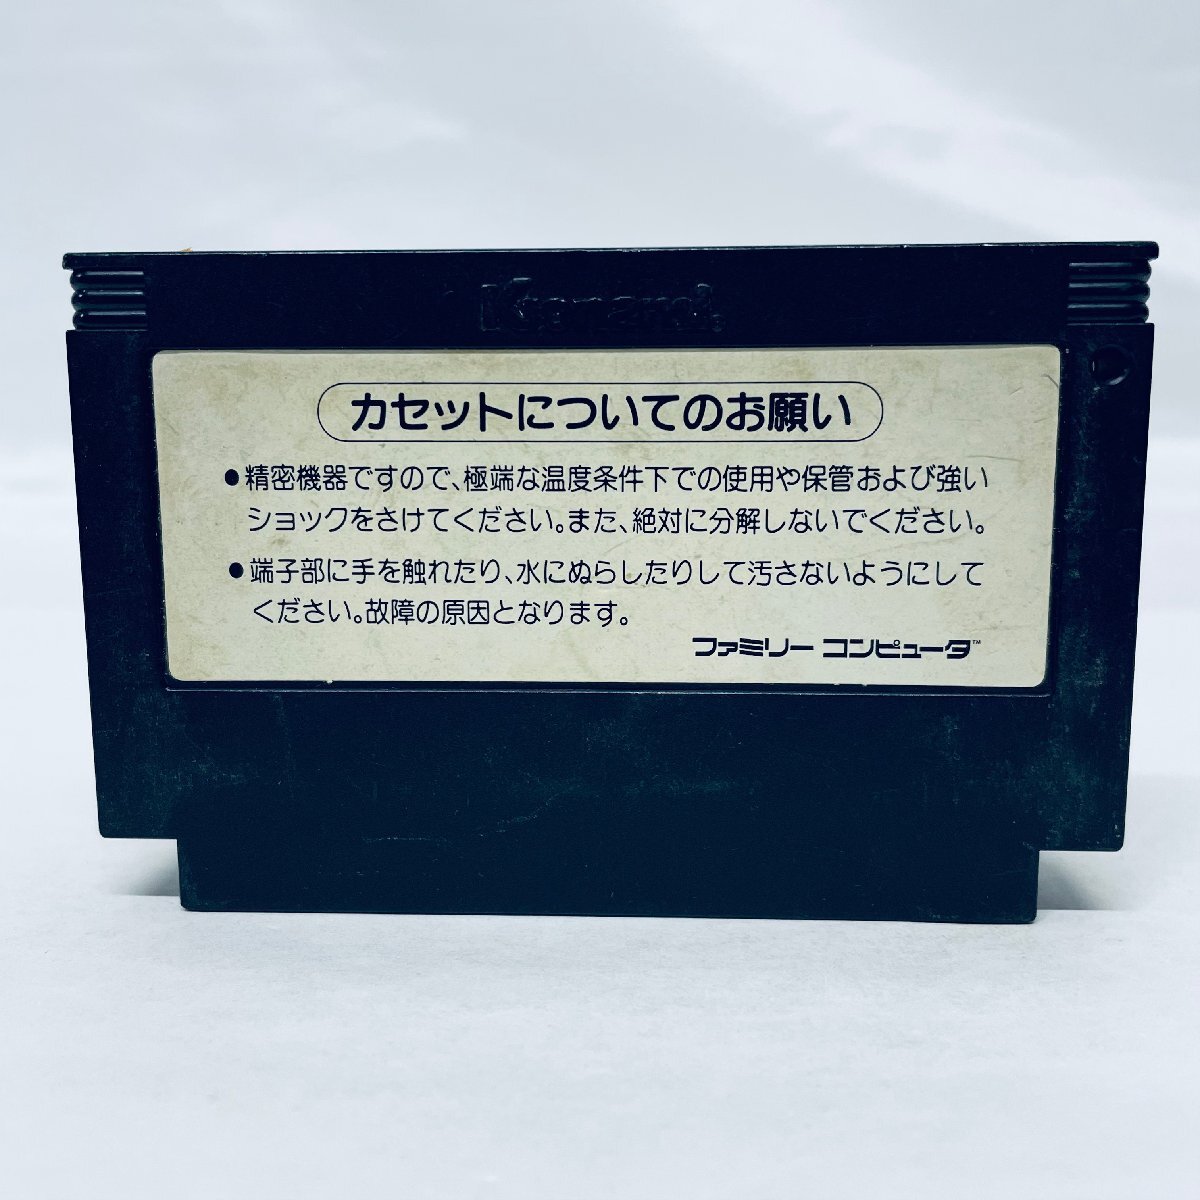 Konami
カセットについてのお願い
●精密機器ですので、極端な温度条件下での使用や保管および強い
ショックをさけてください。また、絶対に分解しないでください。
●端子部に手を触れたり、水にぬらしたりして汚さないようにして
ください。故障の原因となります。
ファミリー コンピュータ™